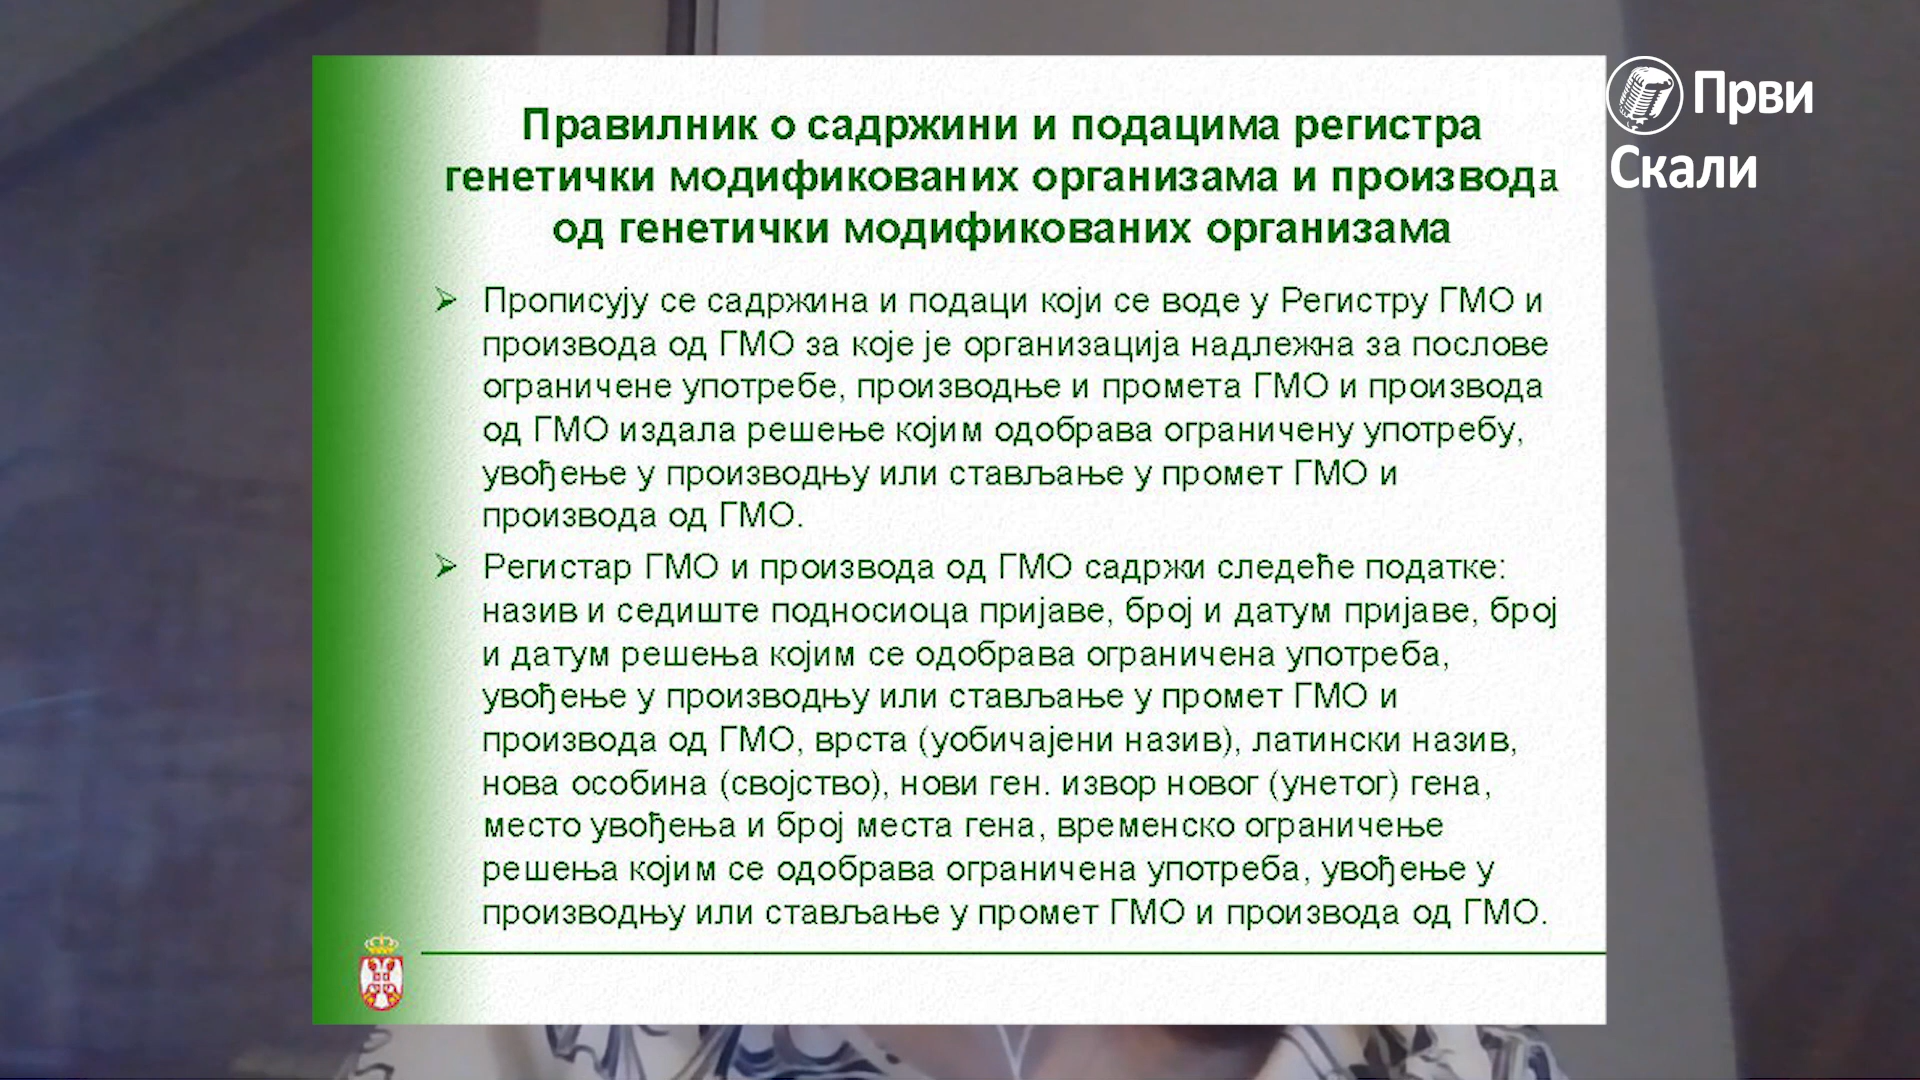 Правилник о садржини и подацима регистра
генетички модификованих организама и производа
од генетички модификованих организама
Прописују се садржина и подаци који се воде у Регистру ГМО и
производа од ГМО за које је организација надлежна за послове
ограничене употребе, производње и промета ГМО и производа
од ГМО издала решење којим одобрава ограничену употребу,
увођење у производњу или стављање у промет ГМО и
производа од ГМО.
Регистар ГМО и производа од ГМО садржи следеће податке:
назив и седиште подносиоца пријаве, број и датум пријаве, број
и датум решења којим се одобрава ограничена употреба,
увођење у производњу или стављање у промет ГМО и
производа од ГМО, врста (уобичајени назив), латински назив,
нова особина (својство), нови ген. извор новог (унетог) гена,
место увођења и број места гена, временско ограничење
решења којим се одобрава ограничена употреба, увођење у
производњу или стављање у промет ГМО и производа од ГМО.
Први
Скали